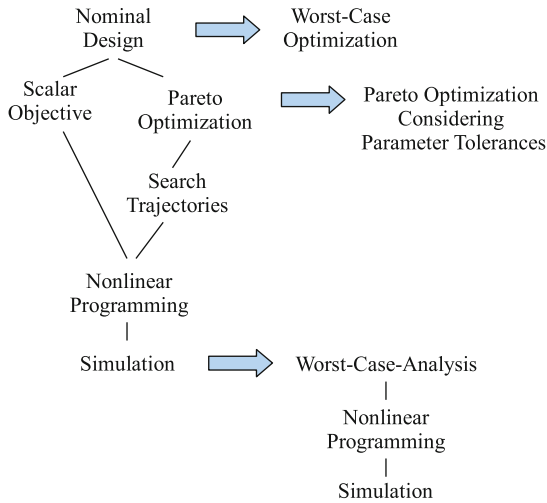 Nominal
Design
Worst-Case
Optimization
Scalar
Objective
Pareto
Optimization
Pareto Optimization
Considering
Parameter Tolerances
Search
Trajectories
Nonlinear
Programming
Simulation
Worst-Case-Analysis
Nonlinear
Programming
Simulation